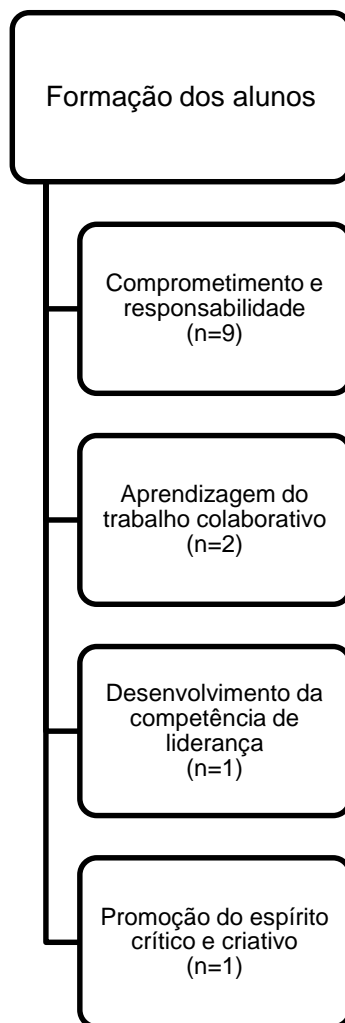 Formação dos alunos
Comprometimento e
responsabilidade
(n=9)
Aprendizagem do
trabalho colaborativo
(n=2)
Desenvolvimento da
competência de
liderança
(n=1)
Promoção do espírito
crítico e criativo
(n=1)